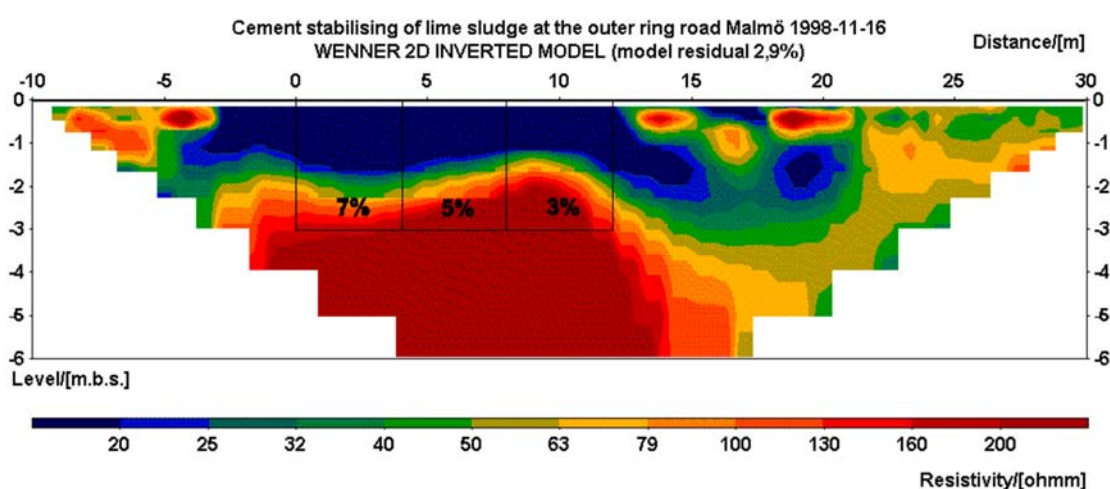 Cement stabilising of lime sludge at the outer ring road Malmö 1998-11-16
WENNER 2D INVERTED MODEL (model residual 2,9%)
Distance/[m]
-10 -5 0 5 10 15 20 25 30
0 0
-1 -1
-2 -2
7% 5% 3%
-3 -3
-4 -4
-5 -5
-6 -6
Level/[m.b.s.]
20 25 32 40 50 63 79 100 130 160 200
Resistivity/[ohmm]